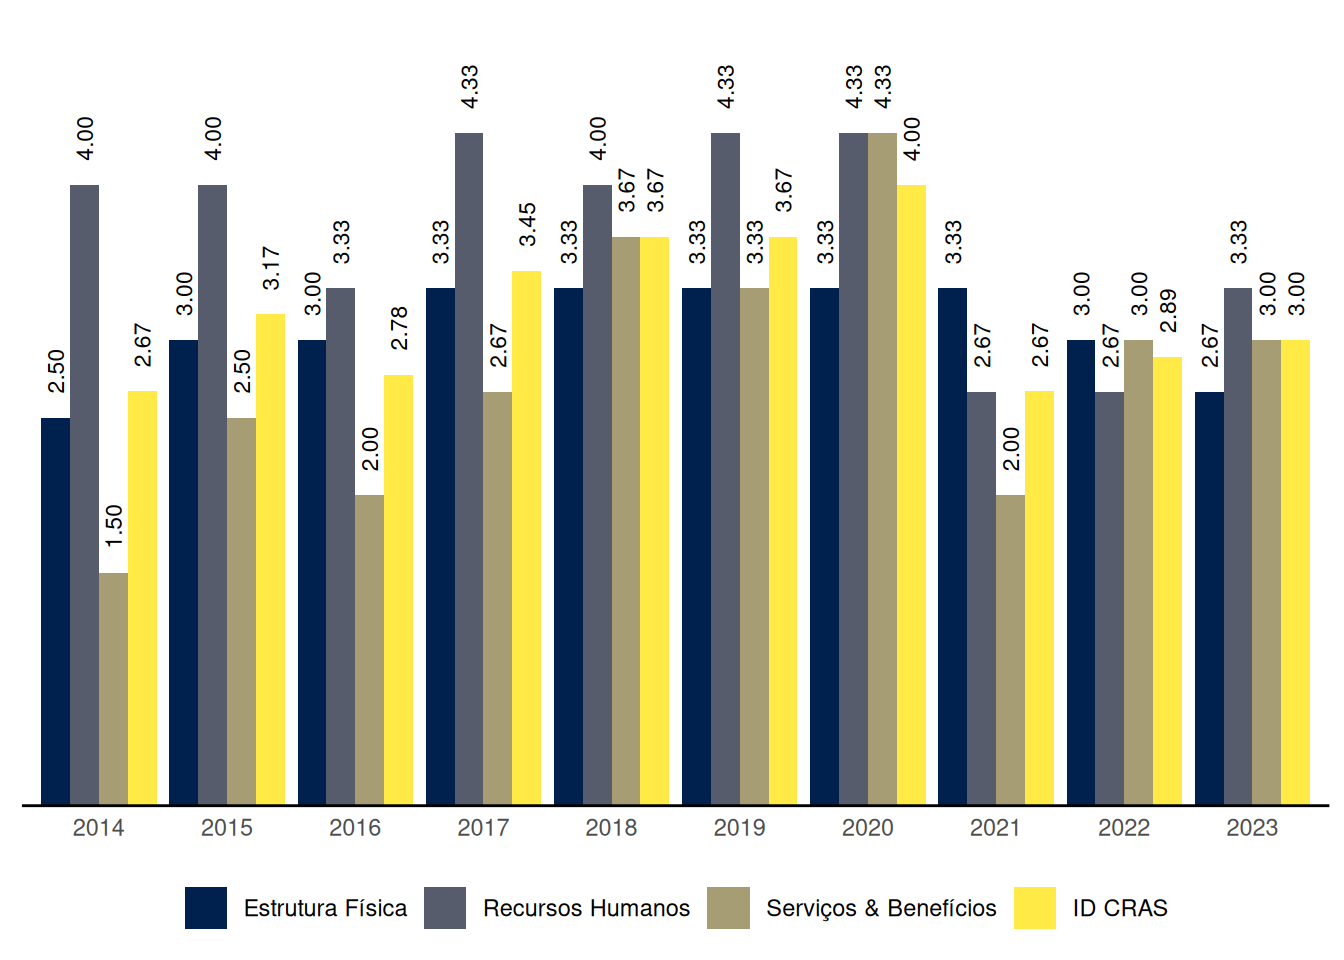 2.50 4.00 1.50 2.67
3.00 4.00 2.50 3.17
3.00 3.33 2.00 2.78
3.33 4.33 2.67 3.45
3.33 4.00 3.67 3.67
3.33 4.33 3.33 3.67
3.33 4.33 4.33 4.00
3.33 2.67 2.00 2.67
3.00 2.67 3.00 2.89
2.67 3.33 3.00 3.00
2014 2015 2016 2017 2018 2019 2020 2021 2022 2023
Estrutura Física Recursos Humanos Serviços & Benefícios ID CRAS